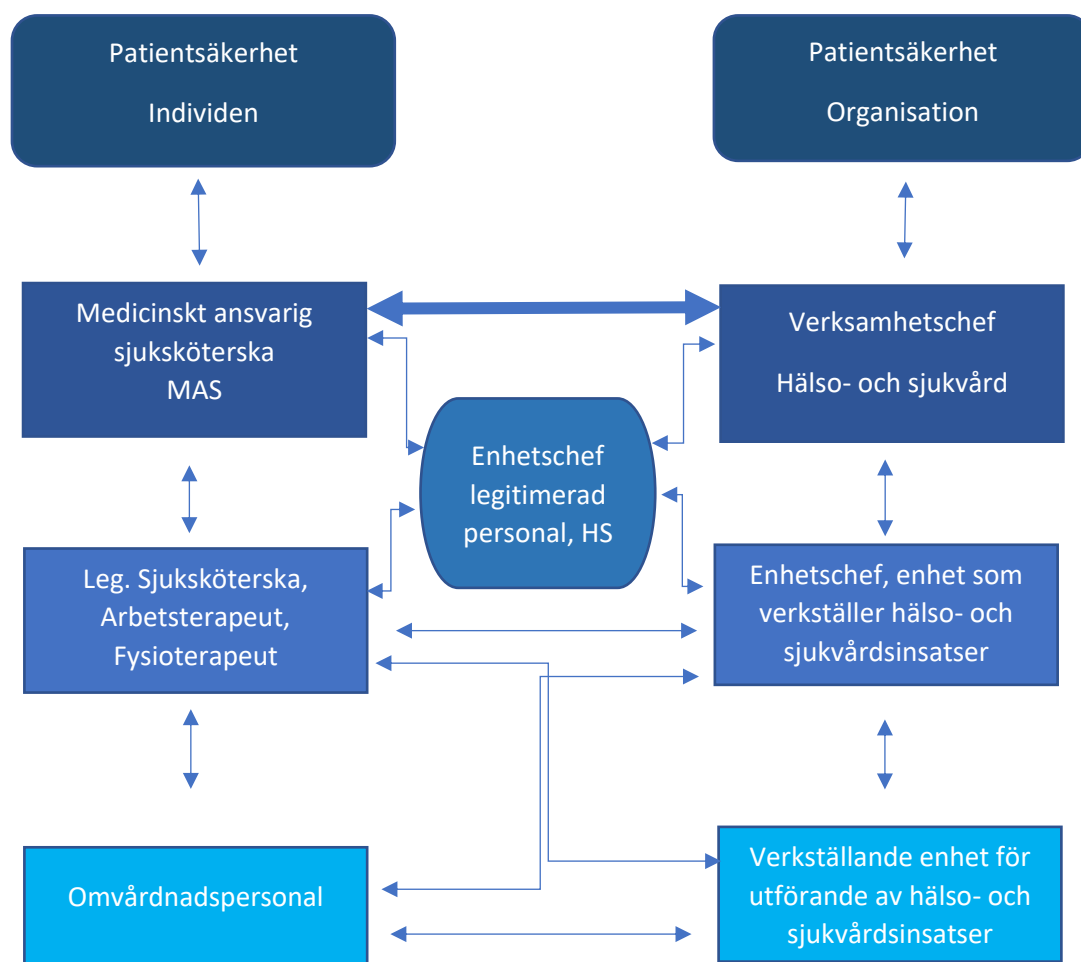 Patientsäkerhet
Individen
Patientsäkerhet
Organisation
Medicinskt ansvarig
sjuksköterska
MAS
Verksamhetschef
Hälso- och sjukvård
Enhetschef
legitimerad
personal, HS
Leg. Sjuksköterska,
Arbetsterapeut,
Fysioterapeut
Enhetschef, enhet som
verkställer hälso- och
sjukvårdsinsatser
Omvårdnadspersonal
Verkställande enhet för
utförande av hälso- och
sjukvårdsinsatser